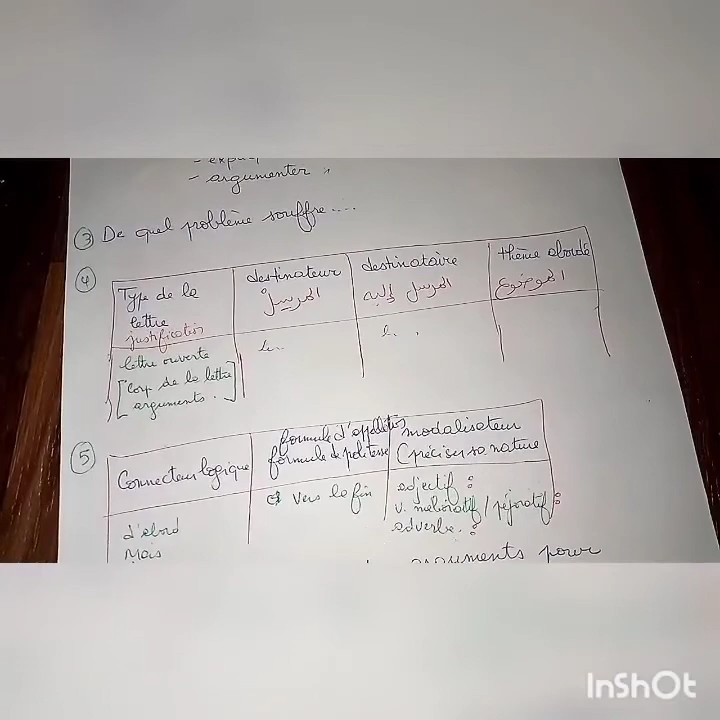 - argumenter
③ De quel problème souffre....
④
Type de la lettre
justification
destinateur
المرسل
destinataire
المرسل إليه
thème abordé
الموضوع
lettre ouverte
[corp de la lettre
arguments.]
le...
le.. .
⑤
Connecteur logique
formule d'appellation
formule de politesse
modalisateur
(préciser sa nature
d'abord
Mais
vers la fin
adjectif :
v. mélioratif / péjoratif :
adverbe. :
arguments pour
InShOt